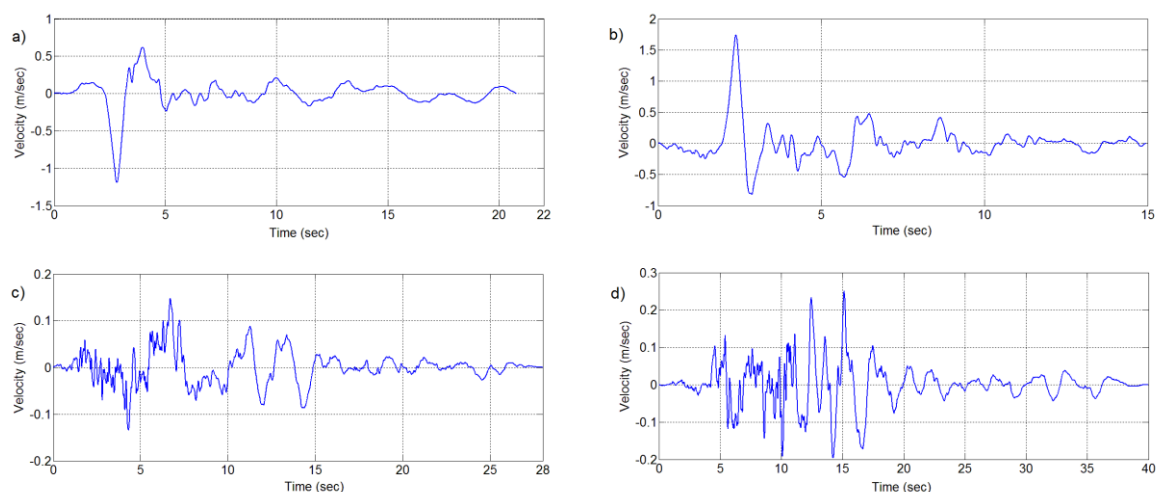 a)
Velocity (m/sec)
1
0.5
0
-0.5
-1
-1.5
0 5 10 15 20 22
Time (sec)
b)
Velocity (m/sec)
2
1.5
1
0.5
0
-0.5
-1
0 5 10 15
Time (sec)
c)
Velocity (m/sec)
0.2
0.1
0
-0.1
-0.2
0 5 10 15 20 25 28
Time (sec)
d)
Velocity (m/sec)
0.3
0.2
0.1
0
-0.1
-0.2
0 5 10 15 20 25 30 35 40
Time (sec)